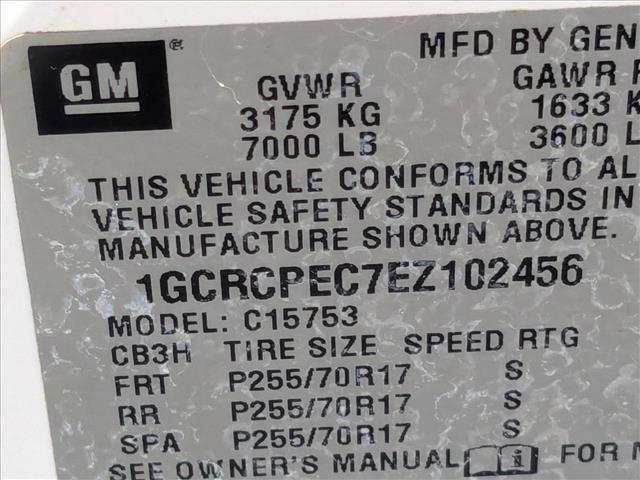 GM
MFD BY GEN
GVWR GAWR
3175 KG 1633 K
7000 LB 3600 L
THIS VEHICLE CONFORMS TO AL
VEHICLE SAFETY STANDARDS IN
MANUFACTURE SHOWN ABOVE.
1GCRCPEC7EZ102456
MODEL: C15753
CB3H TIRE SIZE SPEED RTG
FRT P255/70R17 S
RR P255/70R17 S
SPA P255/70R17 S
SEE OWNER'S MANUAL i FOR M